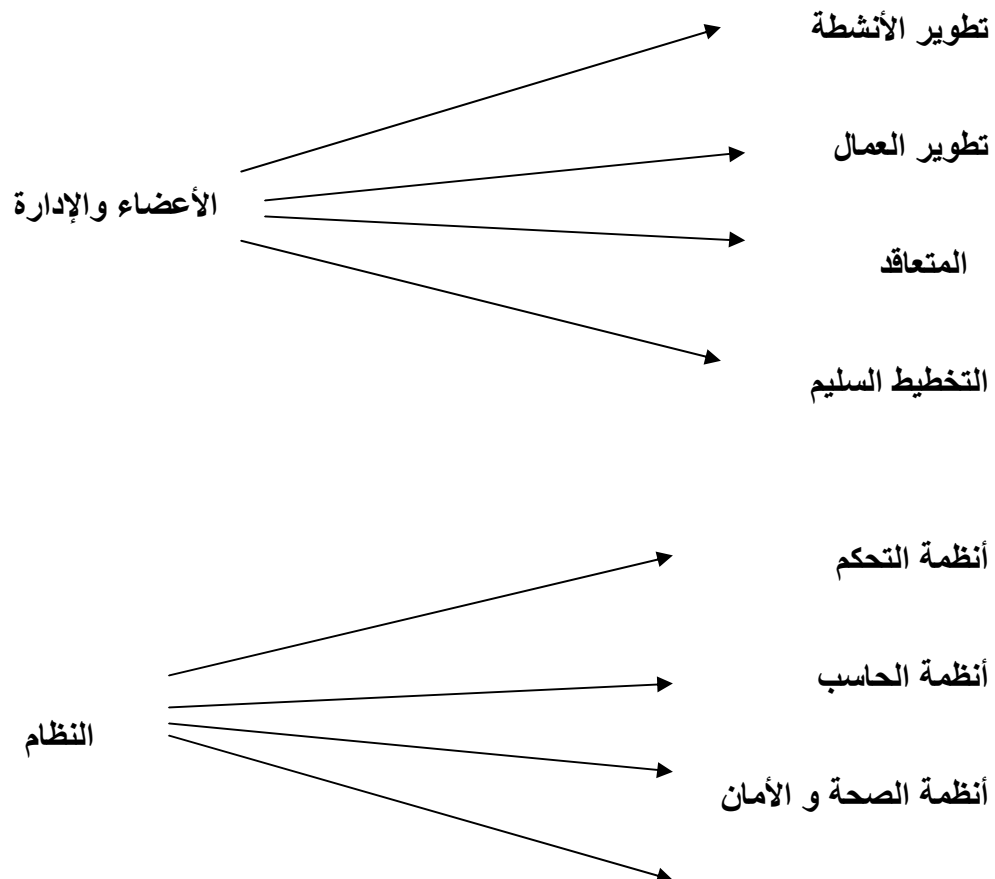 تطوير الأنشطة
تطوير العمال
الأعضاء والإدارة
المتعاقد
التخطيط السليم
أنظمة التحكم
أنظمة الحاسب
النظام
أنظمة الصحة و الأمان